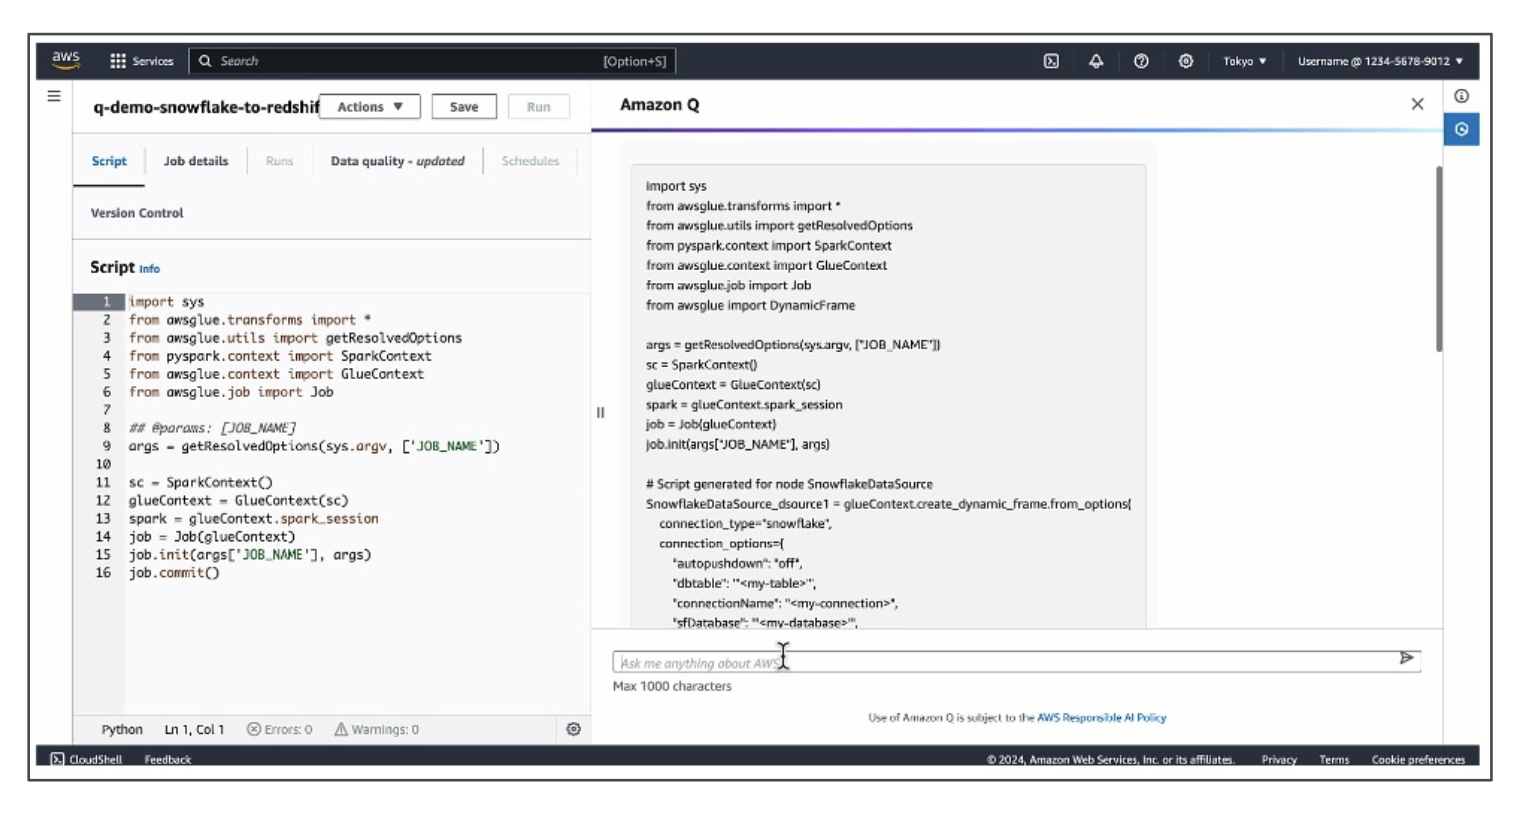 aws Services Search [Option+S] Tokyo ▼ Username @ 1234-5678-9012 ▼
q-demo-snowflake-to-redshif Actions ▼ Save Run
Script Job details Runs Data quality - updated Schedules
Version Control
Script Info
1 import sys
2 from awsglue.transforms import *
3 from awsglue.utils import getResolvedOptions
4 from pyspark.context import SparkContext
5 from awsglue.context import GlueContext
6 from awsglue.job import Job
7
8 ## @params: [JOB_NAME]
9 args = getResolvedOptions(sys.argv, ['JOB_NAME'])
10
11 sc = SparkContext()
12 glueContext = GlueContext(sc)
13 spark = glueContext.spark_session
14 job = Job(glueContext)
15 job.init(args['JOB_NAME'], args)
16 job.commit()
Python Ln 1, Col 1 Errors: 0 Warnings: 0
Amazon Q
import sys
from awsglue.transforms import *
from awsglue.utils import getResolvedOptions
from pyspark.context import SparkContext
from awsglue.context import GlueContext
from awsglue.job import Job
from awsglue import DynamicFrame
args = getResolvedOptions(sys.argv, ["JOB_NAME"])
sc = SparkContext()
glueContext = GlueContext(sc)
spark = glueContext.spark_session
job = Job(glueContext)
job.init(args["JOB_NAME"], args)
# Script generated for node SnowflakeDataSource
SnowflakeDataSource_dsource1 = glueContext.create_dynamic_frame.from_options(
connection_type="snowflake",
connection_options={
"autopushdown": "off",
"dbtable": "'<my-table>'",
"connectionName": "<my-connection>",
"sfDatabase": "'<my-database>'",
Ask me anything about AWS
Max 1000 characters
Use of Amazon Q is subject to the AWS Responsible AI Policy
CloudShell Feedback © 2024, Amazon Web Services, Inc. or its affiliates. Privacy Terms Cookie preferences